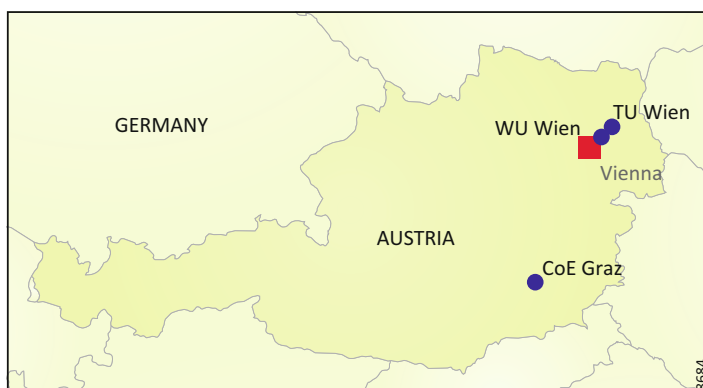 GERMANY
TU Wien
WU Wien
Vienna
AUSTRIA
CoE Graz